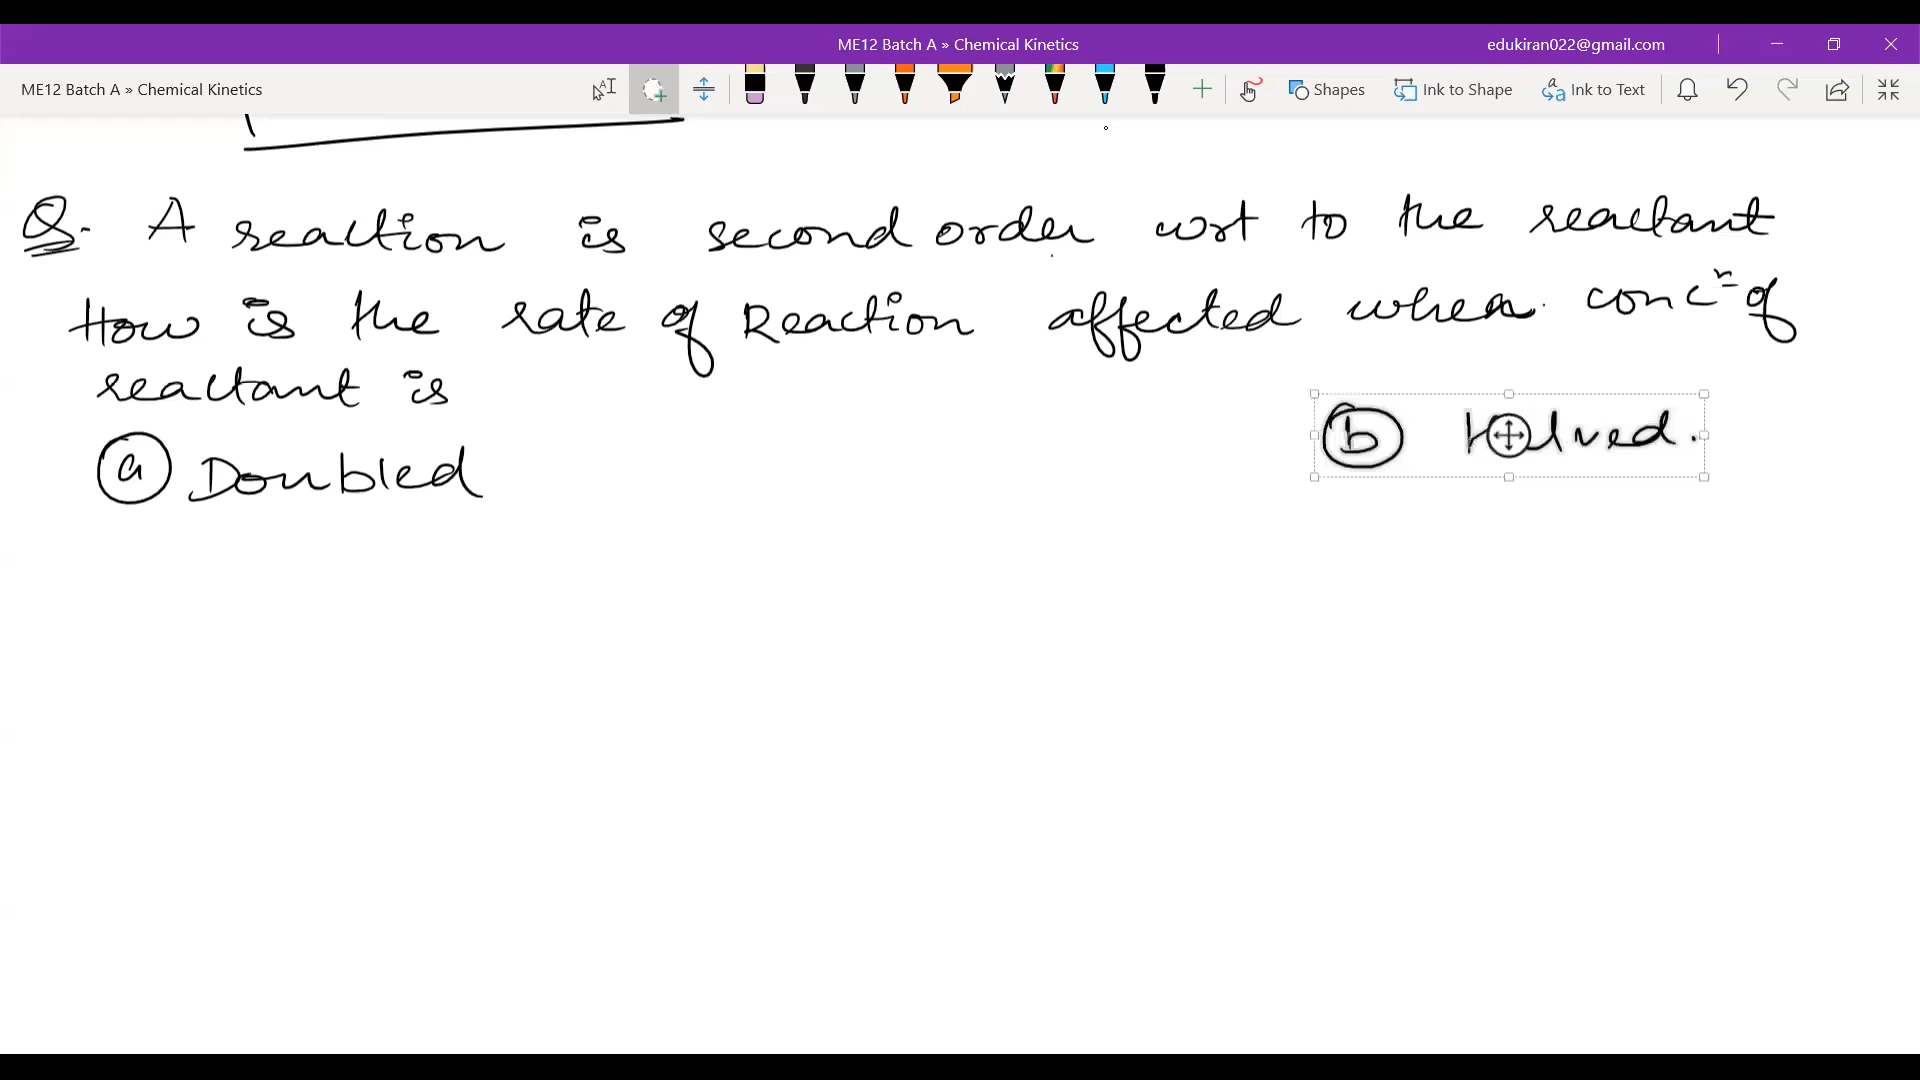 ME12 Batch A » Chemical Kinetics
edukiran022@gmail.com
ME12 Batch A » Chemical Kinetics
Shapes
Ink to Shape
Ink to Text
Q. A reaction is second order wrt to the reactant
How is the rate of Reaction affected when concⁿ of
reactant is
(a) Doubled
(b) Halved.